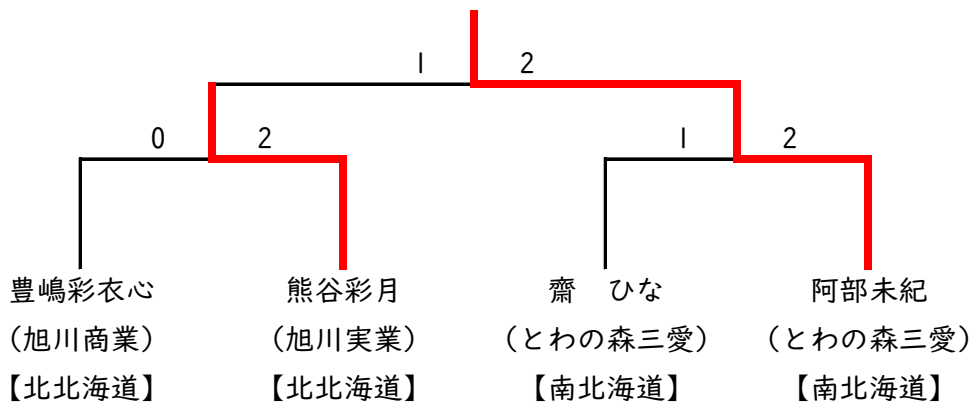 1 2
0 2 1 2
豊嶋彩衣心 熊谷彩月 齋　ひな 阿部未紀
(旭川商業) (旭川実業) (とわの森三愛) (とわの森三愛)
【北北海道】 【北北海道】 【南北海道】 【南北海道】